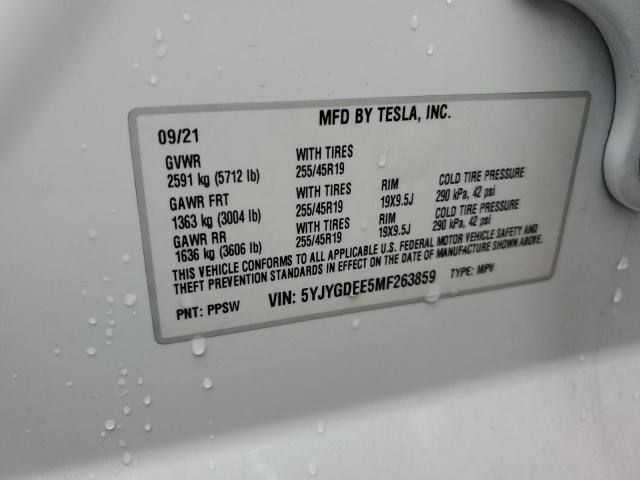 MFD BY TESLA, INC.
09/21
GVWR
2591 kg (5712 lb) WITH TIRES 255/45R19
GAWR FRT
1363 kg (3004 lb) WITH TIRES 255/45R19 RIM 19X9.5J COLD TIRE PRESSURE 290 kPa, 42 psi
GAWR RR
1636 kg (3606 lb) WITH TIRES 255/45R19 RIM 19X9.5J COLD TIRE PRESSURE 290 kPa, 42 psi
THIS VEHICLE CONFORMS TO ALL APPLICABLE U.S. FEDERAL MOTOR VEHICLE SAFETY AND
THEFT PREVENTION STANDARDS IN EFFECT ON THE DATE OF MANUFACTURE SHOWN ABOVE.
PNT: PPSW VIN: 5YJYGDEE5MF263859 TYPE: MPV